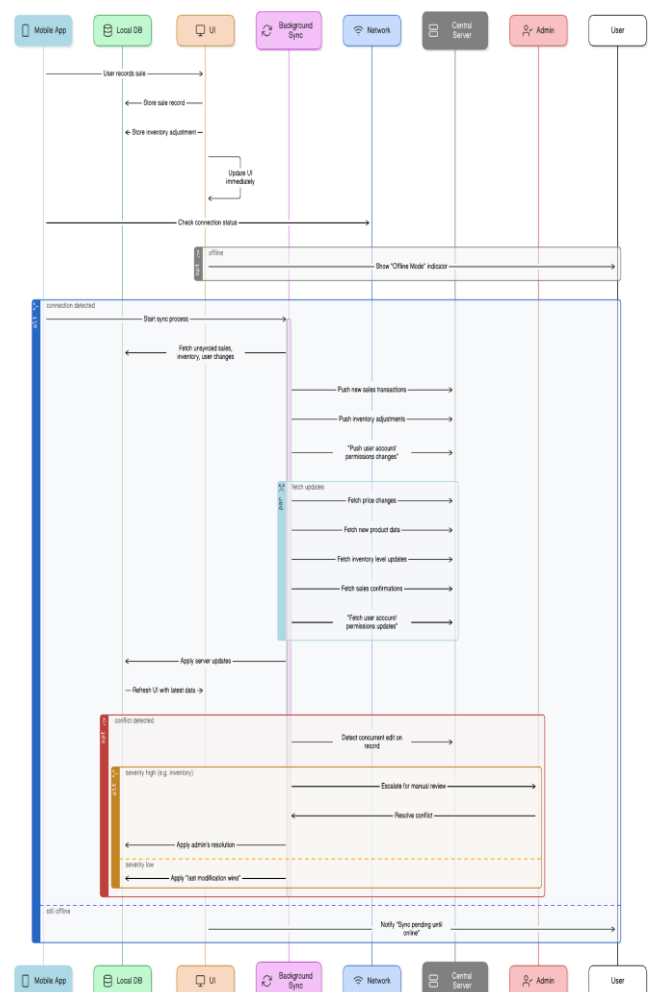 Mobile App
Local DB
UI
Background
Sync
Network
Central
Server
Admin
User
User records sale
Store sale record
Store inventory adjustment
Update UI
immediately
Check connection status
opt
offline
Show "Offline Mode" indicator
alt
connection detected
Start sync process
Fetch unsynced sales,
inventory, user changes
Push new sales transactions
Push inventory adjustments
"Push user account/
permissions changes"
par
fetch updates
Fetch price changes
Fetch new product data
Fetch inventory level updates
Fetch sales confirmations
"Fetch user account/
permissions updates"
Apply server updates
Refresh UI with latest data
opt
conflict detected
Detect concurrent edit on
record
alt
severity high (e.g. inventory)
Escalate for manual review
Resolve conflict
Apply admin's resolution
severity low
Apply "last modification wins"
still offline
Notify "Sync pending until
online"
Mobile App
Local DB
UI
Background
Sync
Network
Central
Server
Admin
User